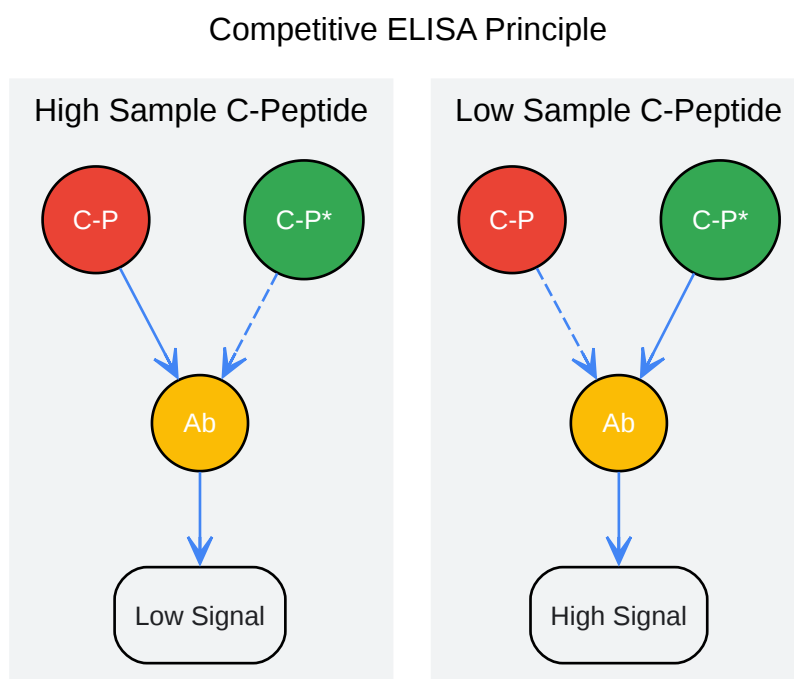 Competitive ELISA Principle
High Sample C-Peptide
C-P
C-P*
Ab
Low Signal
Low Sample C-Peptide
C-P
C-P*
Ab
High Signal